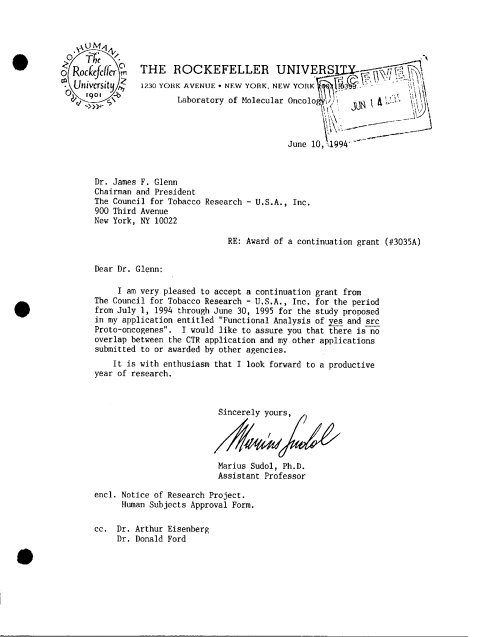 PRO·BONO·HUMANI·GENERIS
The
Rockefeller
University
1901
THE ROCKEFELLER UNIVERSITY
1230 YORK AVENUE • NEW YORK, NEW YORK
Laboratory of Molecular Oncology
RECEIVED
JUN 14
June 10, 1994
Dr. James F. Glenn
Chairman and President
The Council for Tobacco Research - U.S.A., Inc.
900 Third Avenue
New York, NY 10022
RE: Award of a continuation grant (#3035A)
Dear Dr. Glenn:
I am very pleased to accept a continuation grant from
The Council for Tobacco Research - U.S.A., Inc. for the period
from July 1, 1994 through June 30, 1995 for the study proposed
in my application entitled "Functional Analysis of yes and src
Proto-oncogenes". I would like to assure you that there is no
overlap between the CTR application and my other applications
submitted to or awarded by other agencies.
It is with enthusiasm that I look forward to a productive
year of research.
Sincerely yours,
Marius Sudol
Marius Sudol, Ph.D.
Assistant Professor
encl. Notice of Research Project.
Human Subjects Approval Form.
cc. Dr. Arthur Eisenberg
Dr. Donald Ford